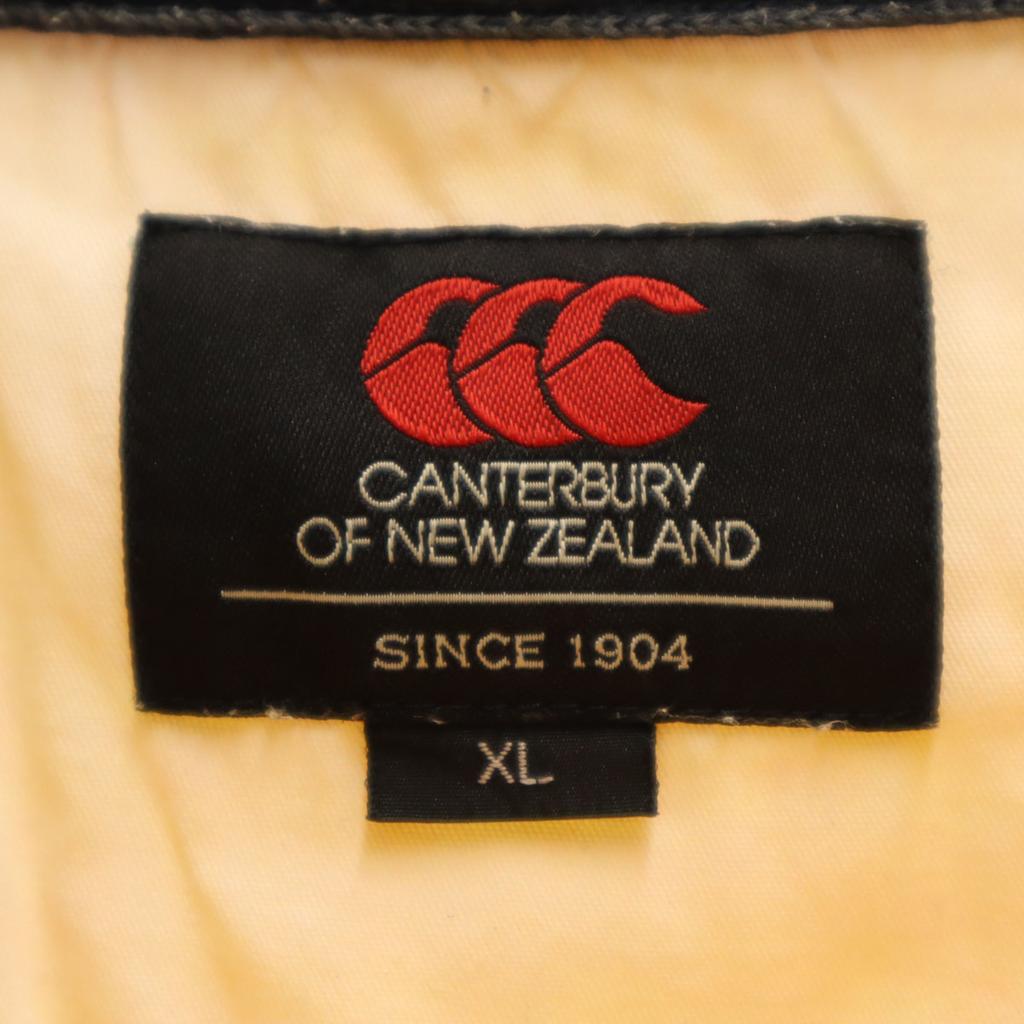 CANTERBURY
OF NEW ZEALAND
SINCE 1904
XL